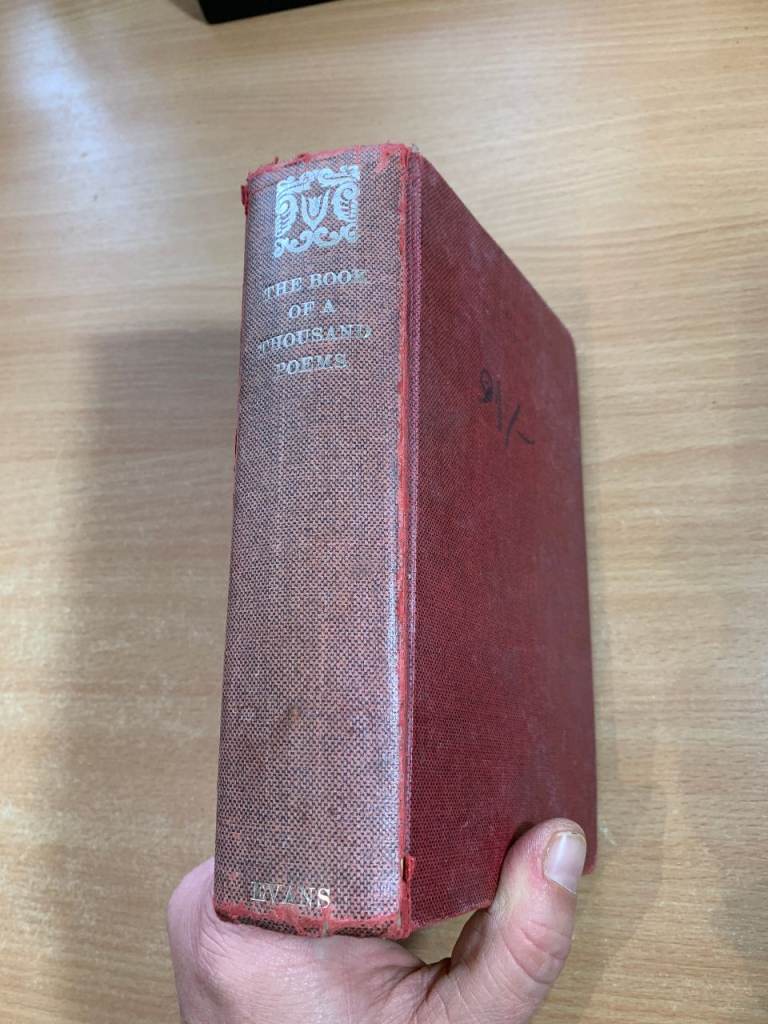 THE BOOK
OF A
THOUSAND
POEMS
EVANS